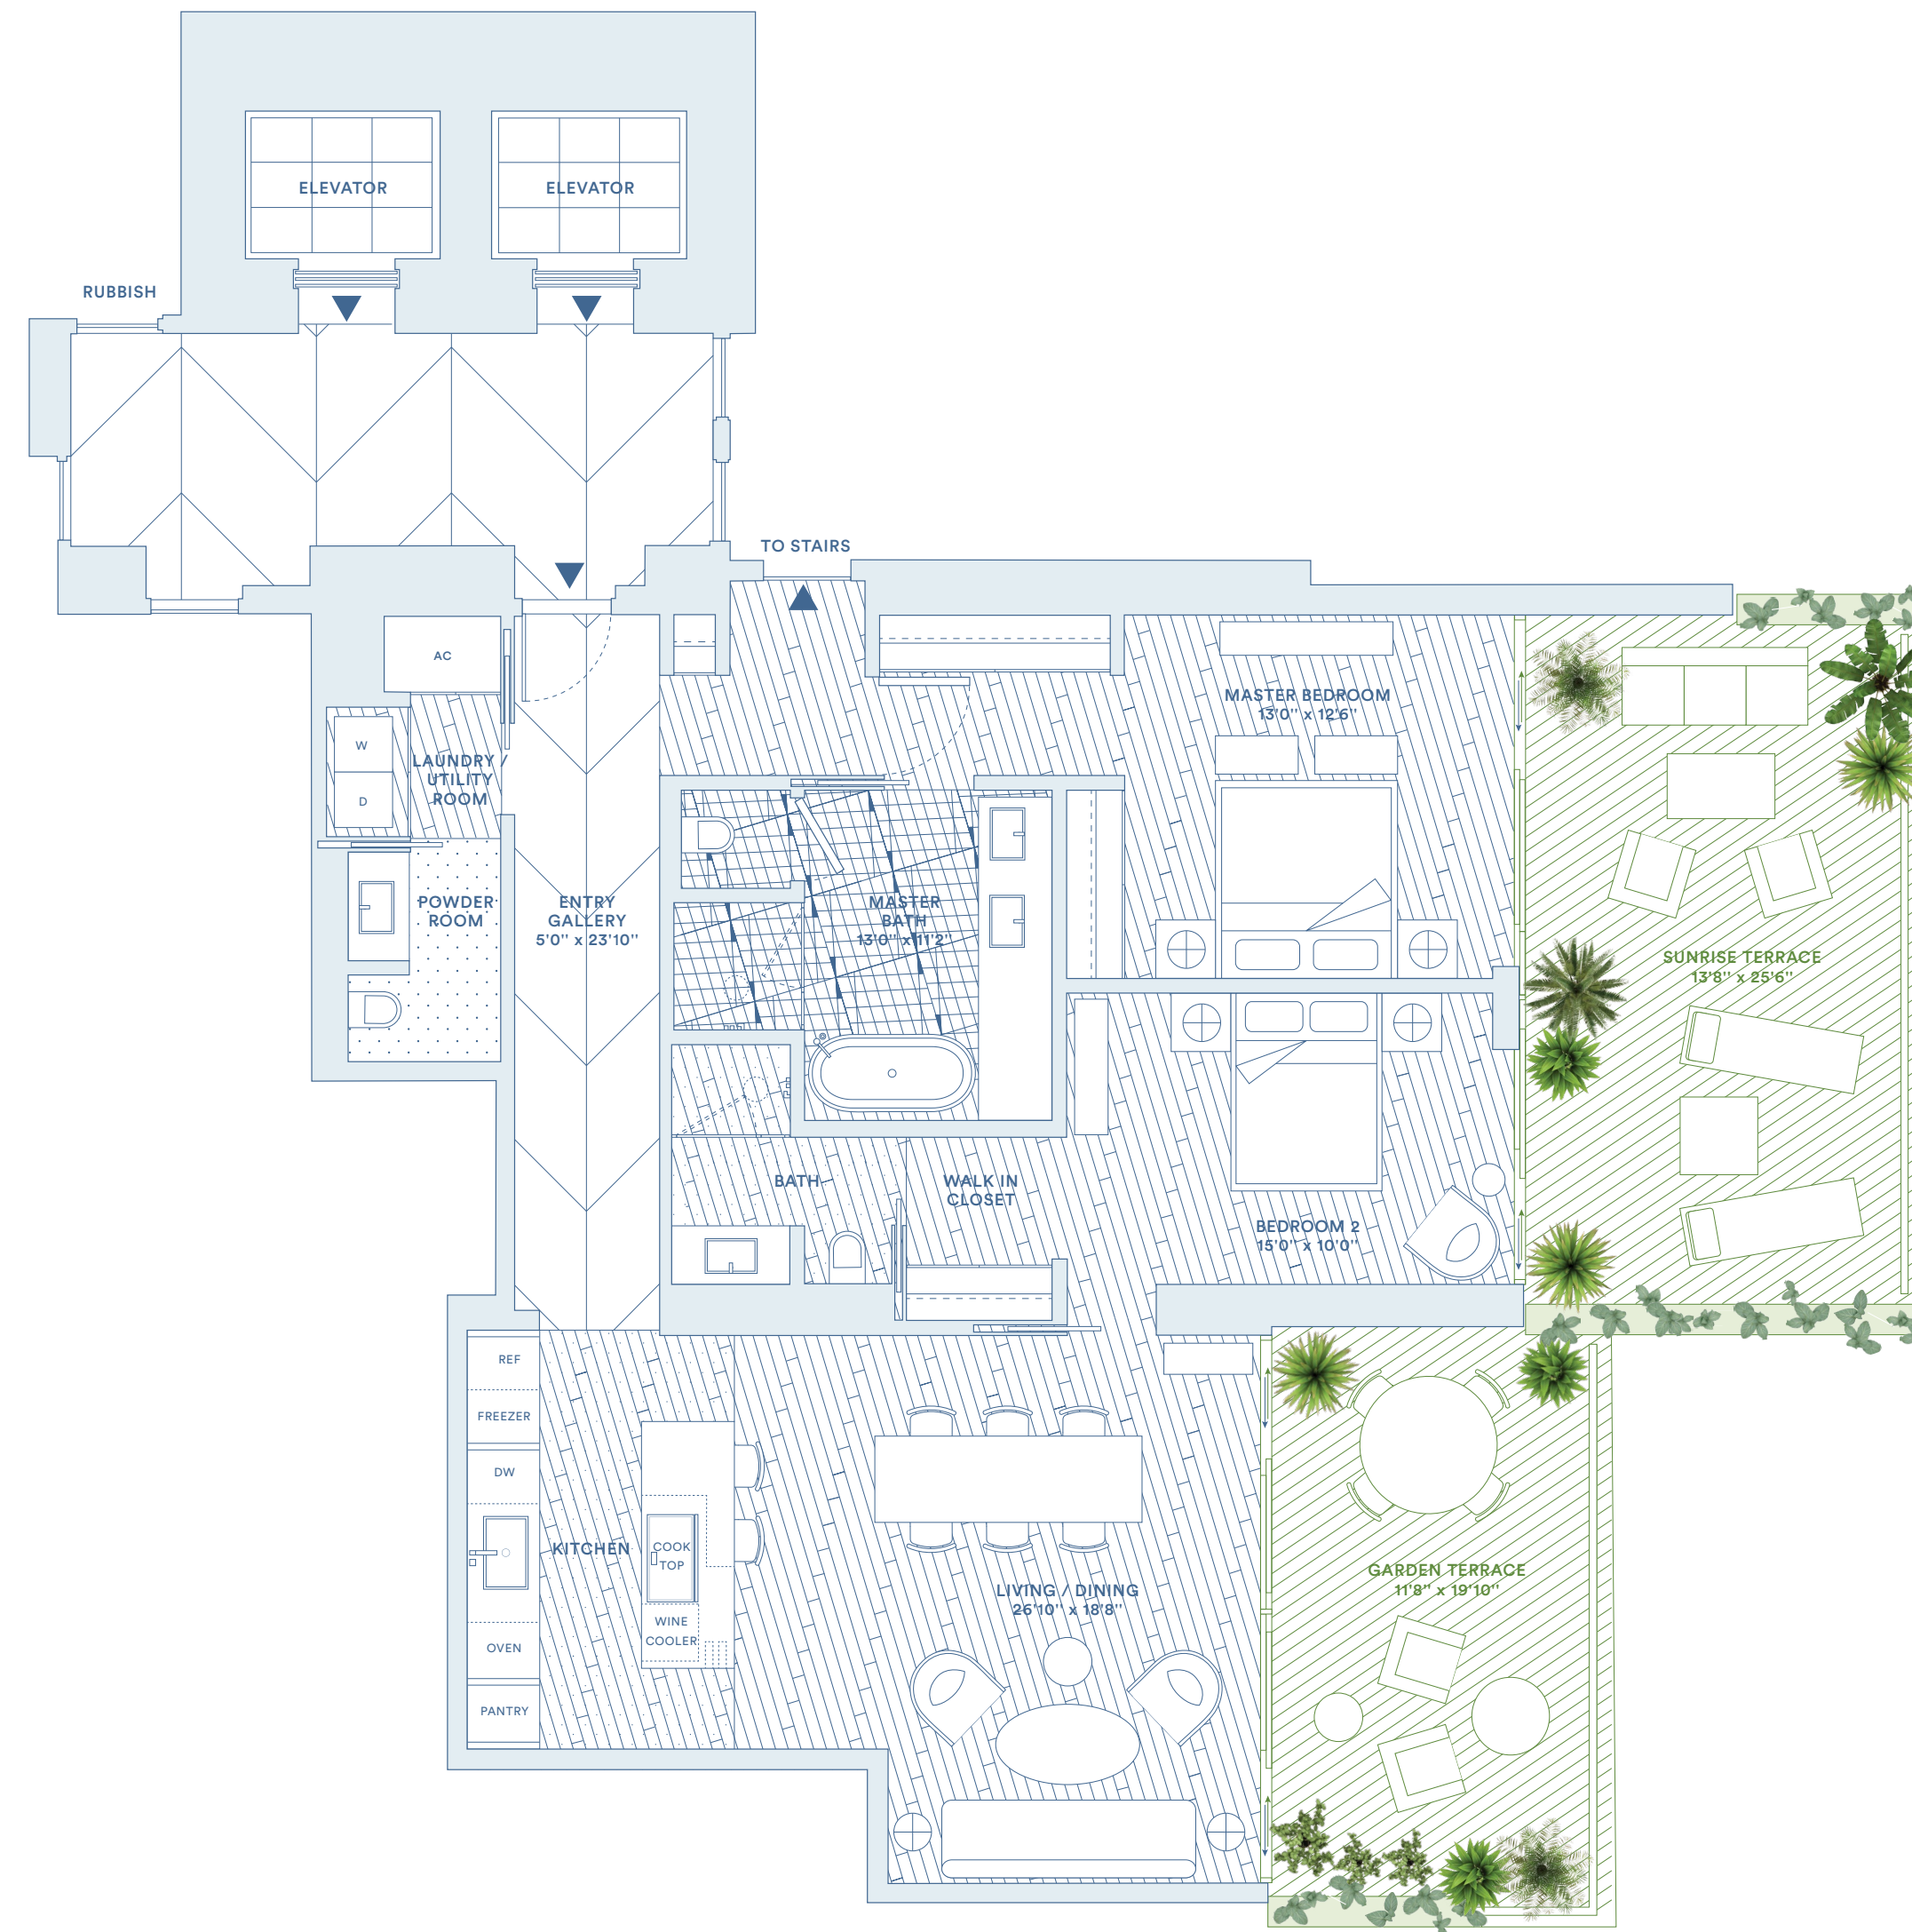 ELEVATOR
ELEVATOR
RUBBISH
TO STAIRS
AC
W
D
LAUNDRY /
UTILITY
ROOM
POWDER
ROOM
ENTRY
GALLERY
5'0'' x 23'10''
MASTER
BATH
13'0'' x 11'2''
MASTER BEDROOM
13'0'' x 12'6''
SUNRISE TERRACE
13'8'' x 25'6''
BATH
WALK IN
CLOSET
BEDROOM 2
15'0'' x 10'0''
REF
FREEZER
DW
KITCHEN
COOK
TOP
WINE
COOLER
OVEN
PANTRY
LIVING / DINING
26'10'' x 18'8''
GARDEN TERRACE
11'8'' x 19'10''